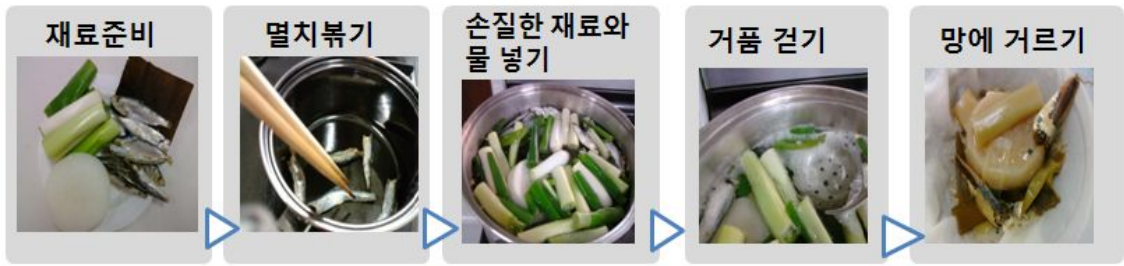 재료준비
멸치볶기
손질한 재료와
물 넣기
거품 걷기
망에 거르기